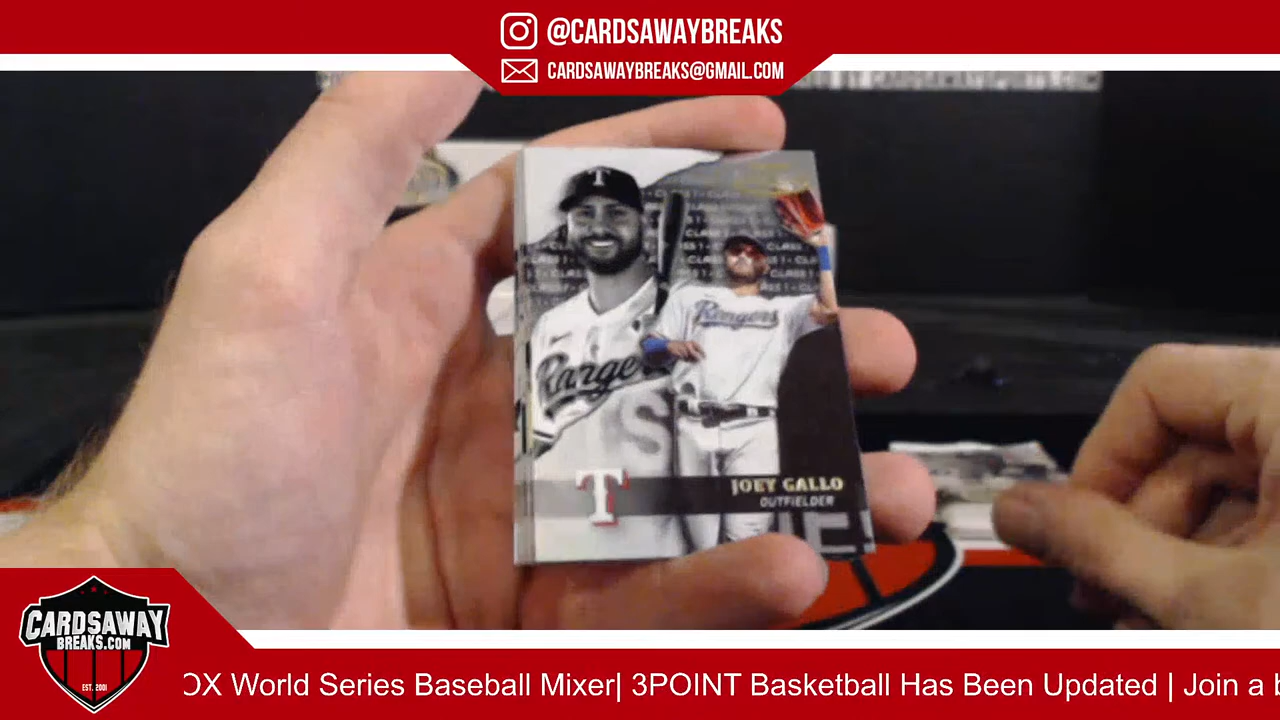 @CARDSAWAYBREAKS
CARDSAWAYBREAKS@GMAIL.COM
T
Rangers
Rangers
T
JOEY GALLO
OUTFIELDER
CARDSAWAY
BREAKS.COM
EST. 2001
OX World Series Baseball Mixer| 3POINT Basketball Has Been Updated | Join a b